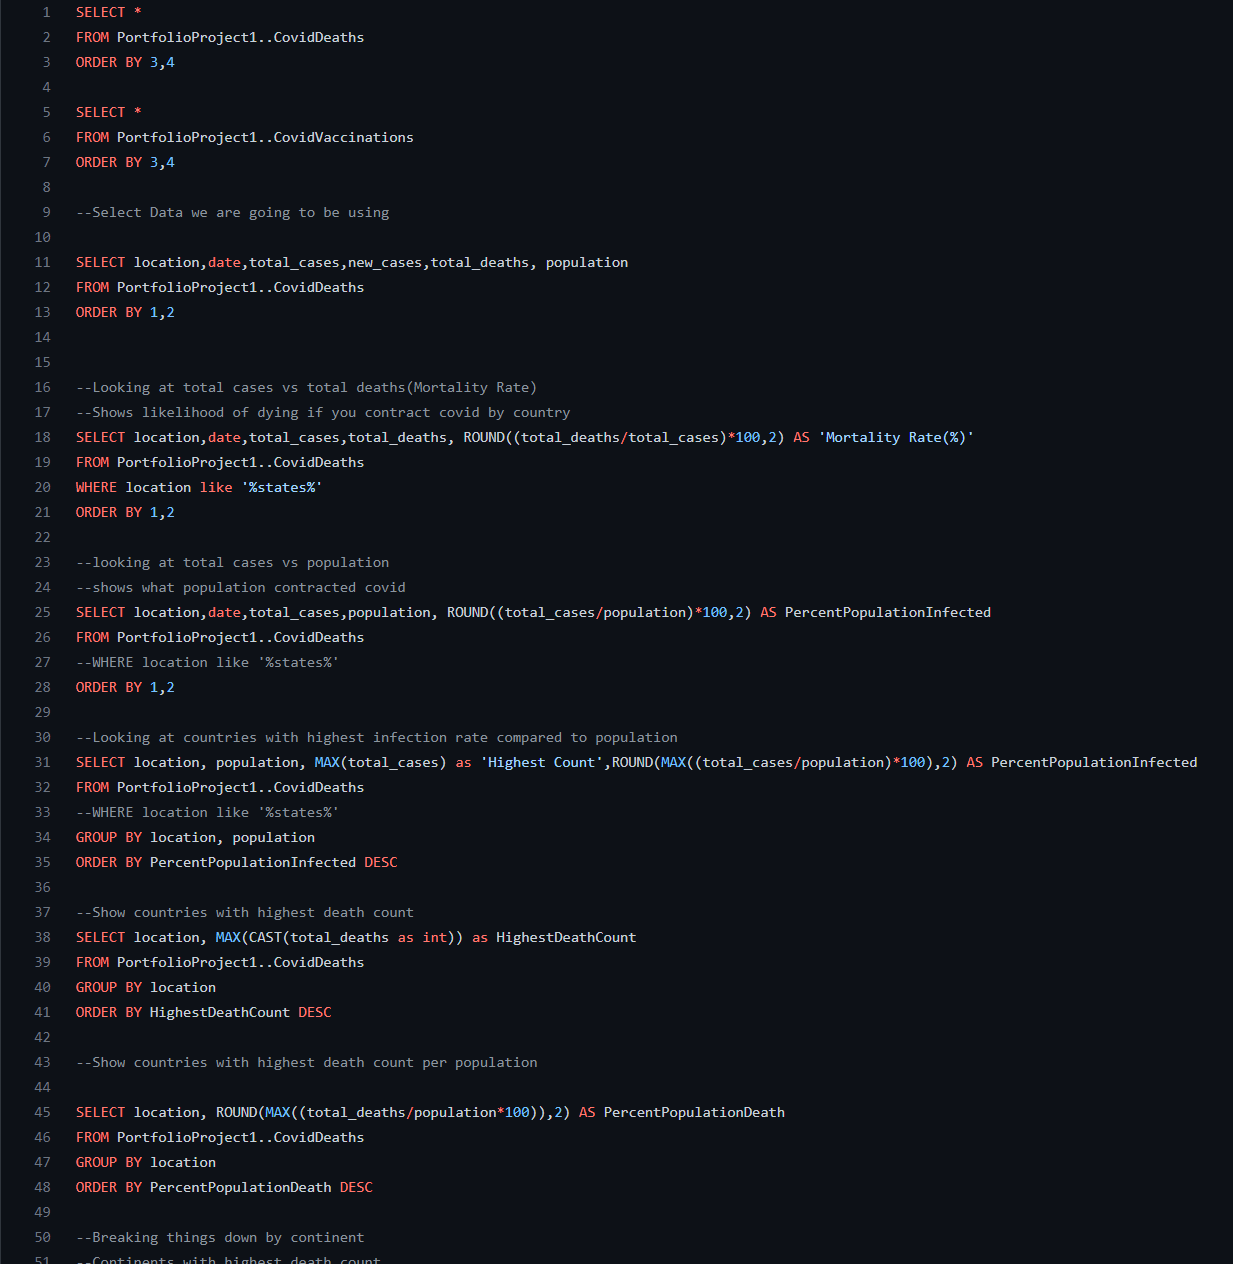 1 SELECT *
2 FROM PortfolioProject1..CovidDeaths
3 ORDER BY 3,4
4
5 SELECT *
6 FROM PortfolioProject1..CovidVaccinations
7 ORDER BY 3,4
8
9 --Select Data we are going to be using
10
11 SELECT location,date,total_cases,new_cases,total_deaths, population
12 FROM PortfolioProject1..CovidDeaths
13 ORDER BY 1,2
14
15
16 --Looking at total cases vs total deaths(Mortality Rate)
17 --Shows likelihood of dying if you contract covid by country
18 SELECT location,date,total_cases,total_deaths, ROUND((total_deaths/total_cases)*100,2) AS 'Mortality Rate(%)'
19 FROM PortfolioProject1..CovidDeaths
20 WHERE location like '%states%'
21 ORDER BY 1,2
22
23 --looking at total cases vs population
24 --shows what population contracted covid
25 SELECT location,date,total_cases,population, ROUND((total_cases/population)*100,2) AS PercentPopulationInfected
26 FROM PortfolioProject1..CovidDeaths
27 --WHERE location like '%states%'
28 ORDER BY 1,2
29
30 --Looking at countries with highest infection rate compared to population
31 SELECT location, population, MAX(total_cases) as 'Highest Count',ROUND(MAX((total_cases/population)*100),2) AS PercentPopulationInfected
32 FROM PortfolioProject1..CovidDeaths
33 --WHERE location like '%states%'
34 GROUP BY location, population
35 ORDER BY PercentPopulationInfected DESC
36
37 --Show countries with highest death count
38 SELECT location, MAX(CAST(total_deaths as int)) as HighestDeathCount
39 FROM PortfolioProject1..CovidDeaths
40 GROUP BY location
41 ORDER BY HighestDeathCount DESC
42
43 --Show countries with highest death count per population
44
45 SELECT location, ROUND(MAX((total_deaths/population*100)),2) AS PercentPopulationDeath
46 FROM PortfolioProject1..CovidDeaths
47 GROUP BY location
48 ORDER BY PercentPopulationDeath DESC
49
50 --Breaking things down by continent
51 --Continents with highest death count